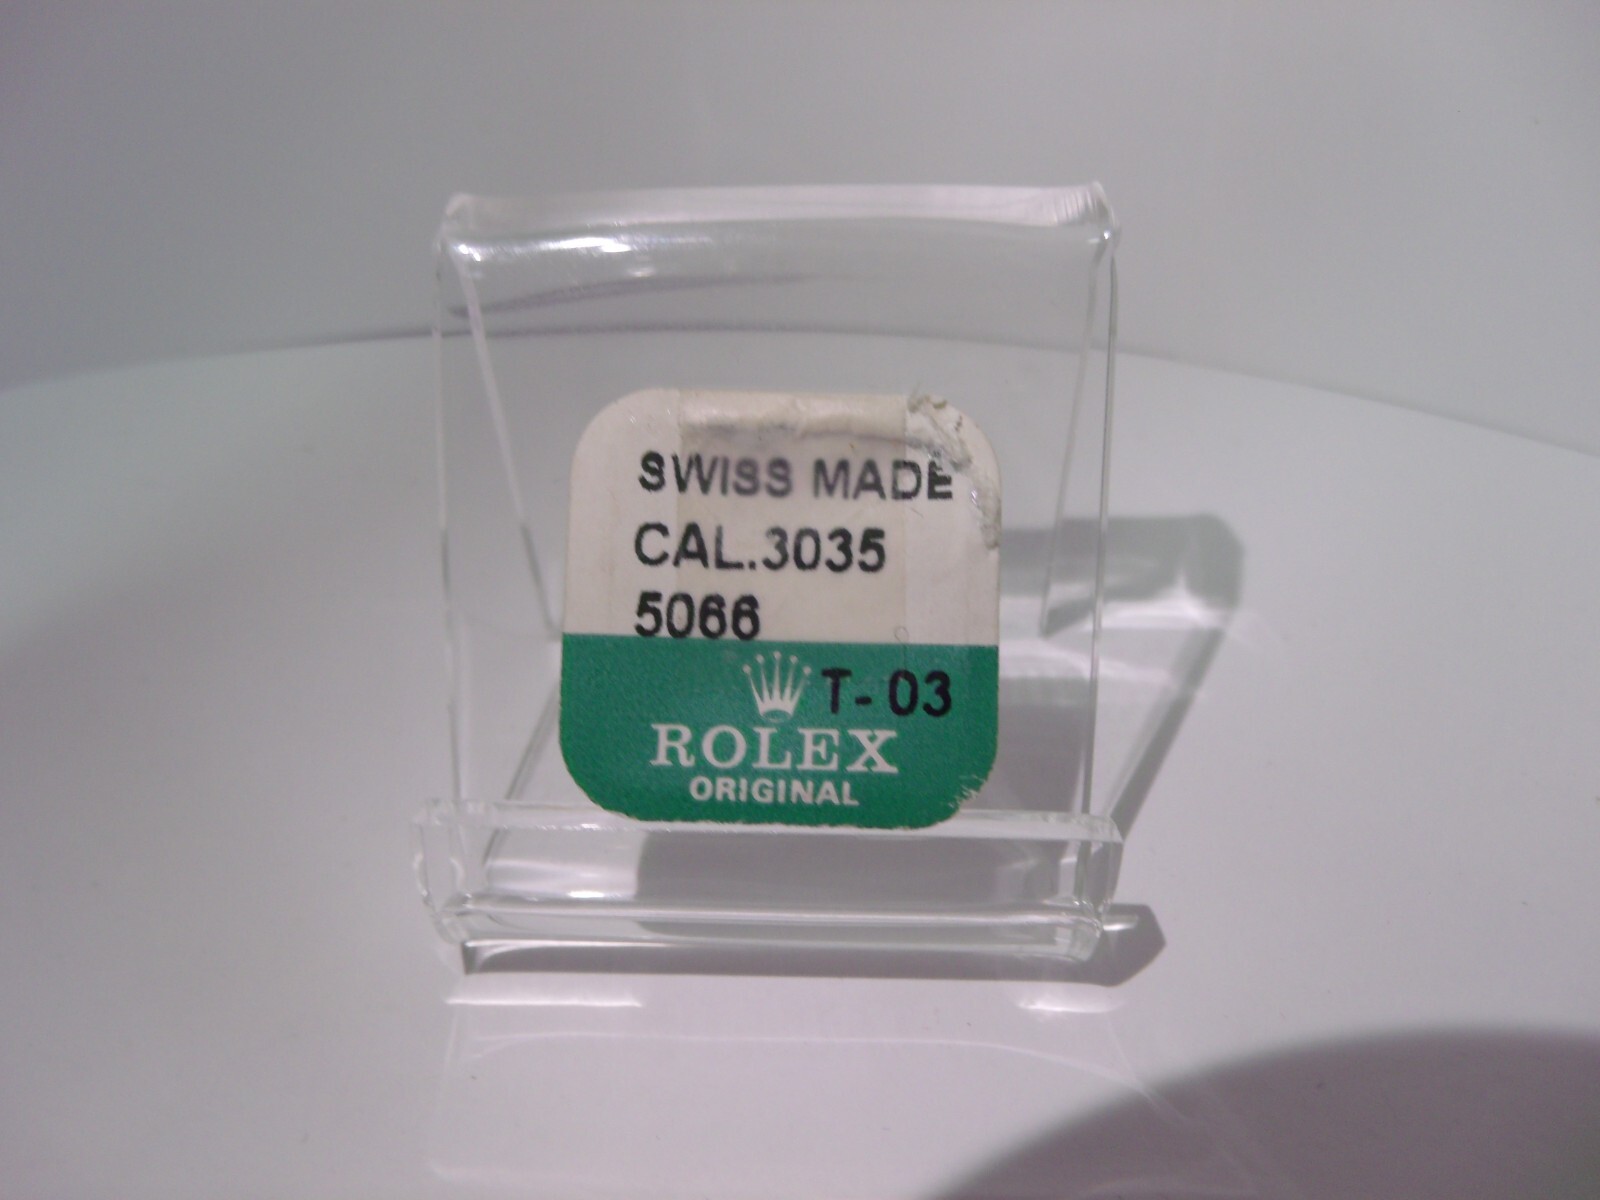 SWISS MADE
CAL.3035
5066
T-03
ROLEX
ORIGINAL